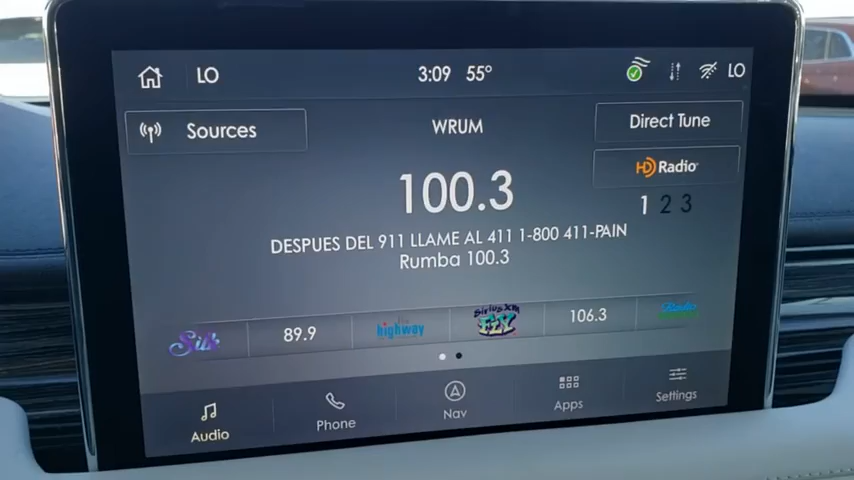 LO 3:09 55° LO
Sources WRUM Direct Tune
HD Radio
100.3
1 2 3
DESPUES DEL 911 LLAME AL 411 1-800 411-PAIN
Rumba 100.3
89.9 the highway SiriusXM FLY 106.3
Audio Phone Nav Apps Settings